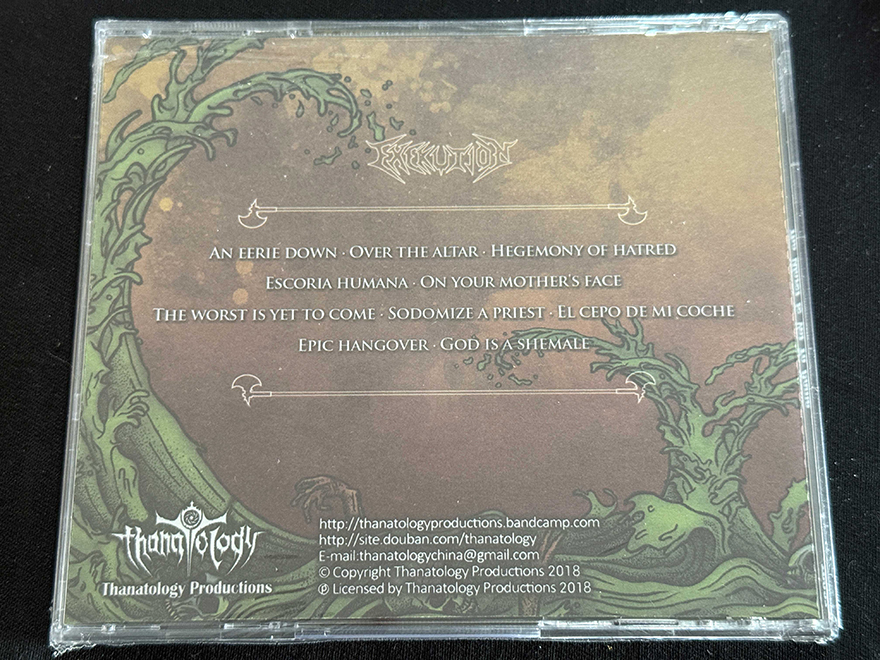 EXEKUTION
AN EERIE DOWN · OVER THE ALTAR · HEGEMONY OF HATRED
ESCORIA HUMANA · ON YOUR MOTHER'S FACE
THE WORST IS YET TO COME · SODOMIZE A PRIEST · EL CEPO DE MI COCHE
EPIC HANGOVER · GOD IS A SHEMALE
thanatology
Thanatology Productions
http://thanatologyproductions.bandcamp.com
http://site.douban.com/thanatology
E-mail:thanatologychina@gmail.com
© Copyright Thanatology Productions 2018
℗ Licensed by Thanatology Productions 2018